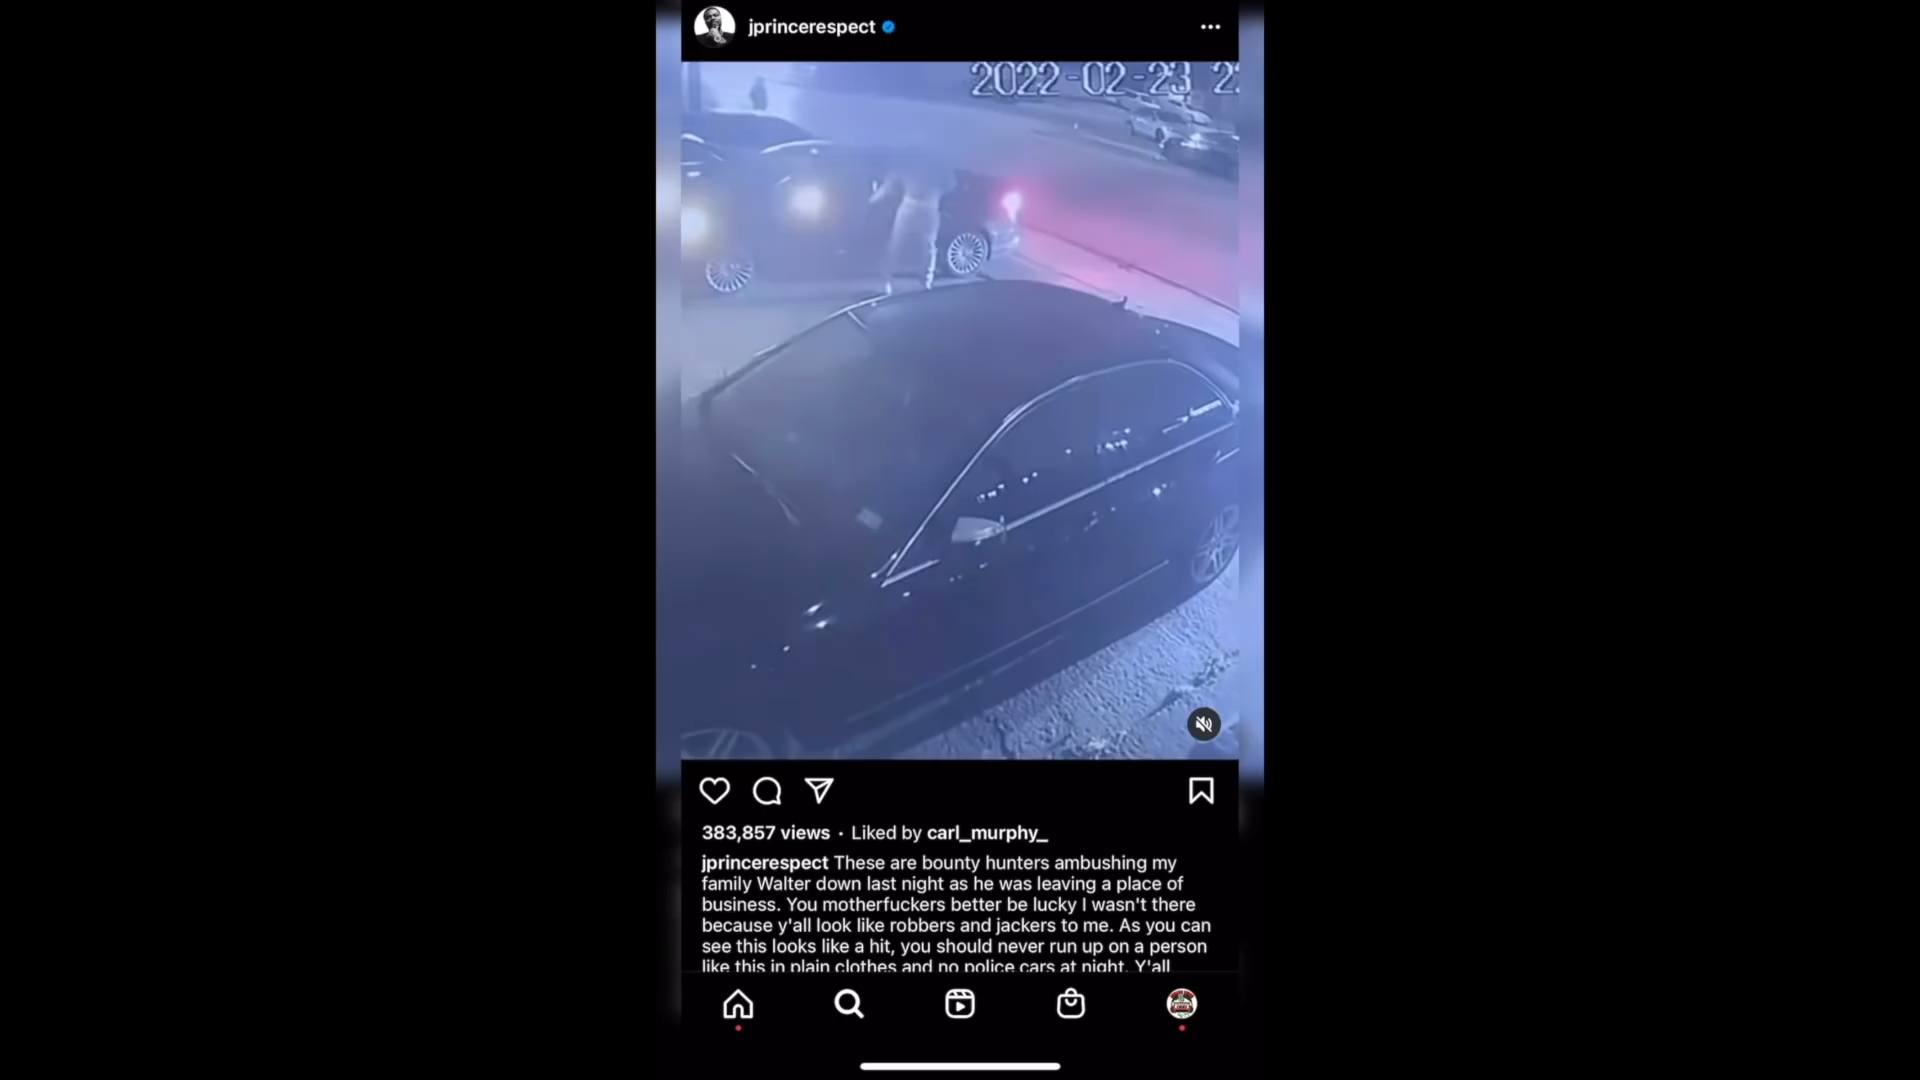 jprincerespect
2022-02-23
383,857 views · Liked by carl_murphy_
jprincerespect These are bounty hunters ambushing my
family Walter down last night as he was leaving a place of
business. You motherfuckers better be lucky I wasn't there
because y'all look like robbers and jackers to me. As you can
see this looks like a hit, you should never run up on a person
like this in plain clothes and no police cars at night. Y'all